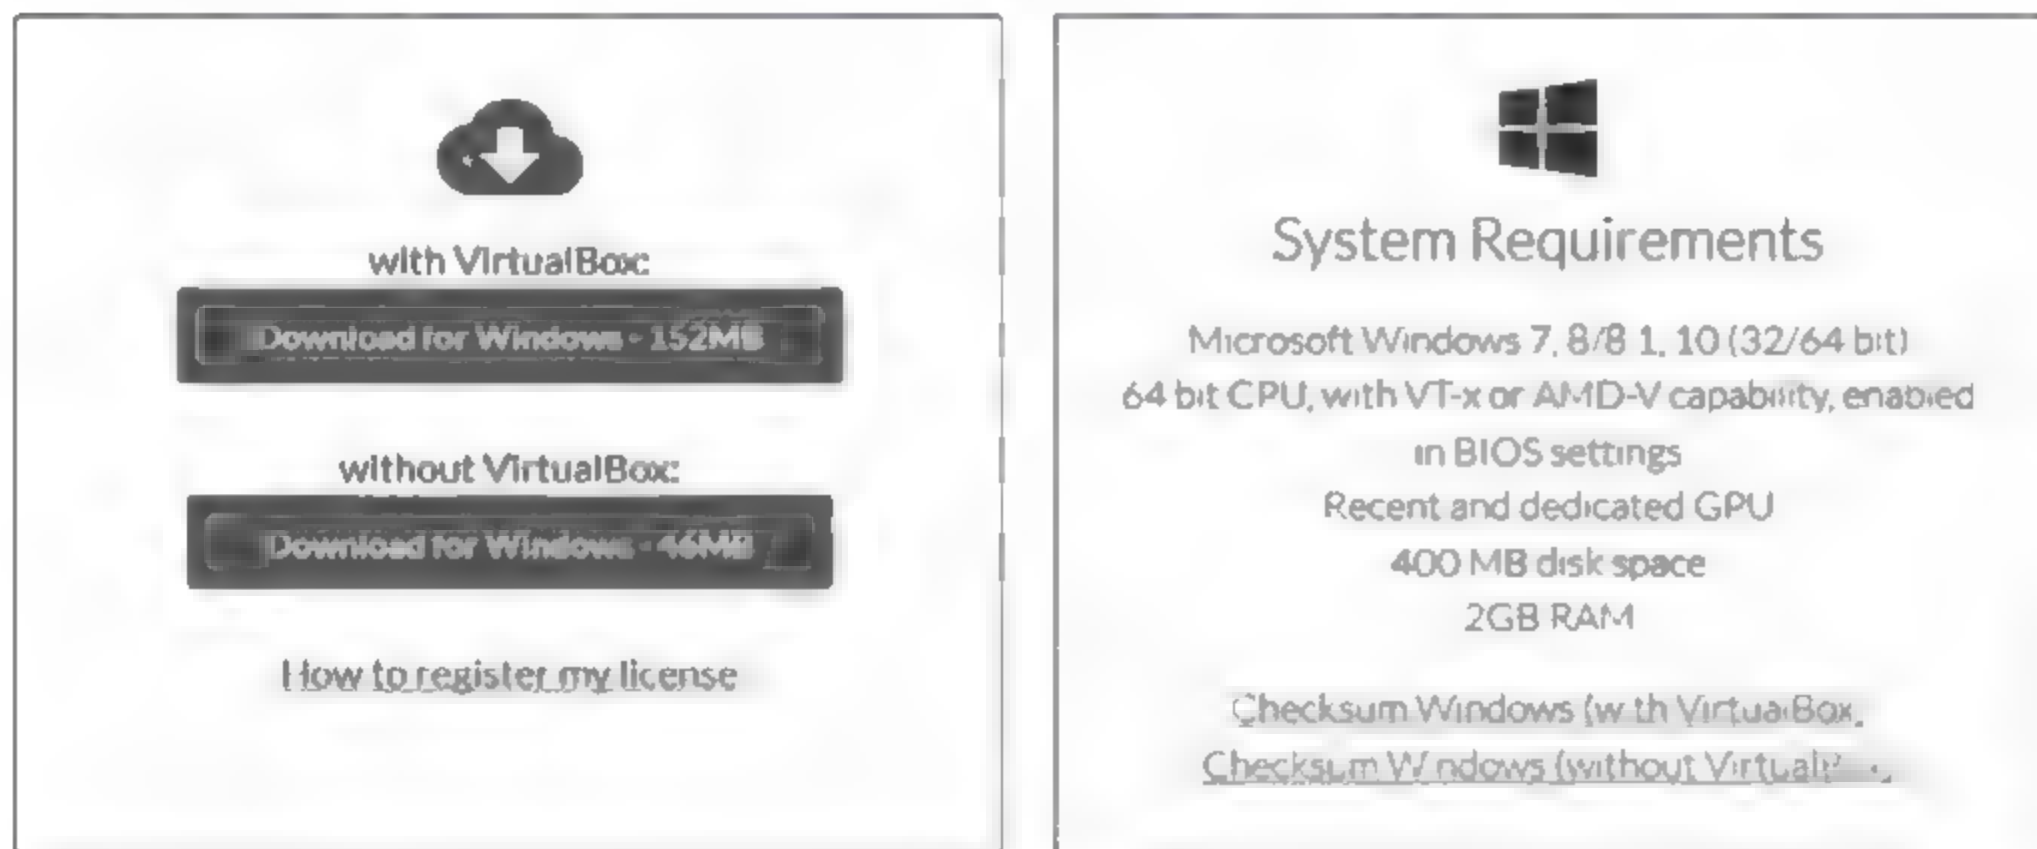 with VirtualBox:
Download for Windows - 152MB
without VirtualBox:
Download for Windows - 46MB
How to register my license
System Requirements
Microsoft Windows 7, 8/8.1, 10 (32/64 bit)
64 bit CPU, with VT-x or AMD-V capability, enabled
in BIOS settings
Recent and dedicated GPU
400 MB disk space
2GB RAM
Checksum Windows (with VirtualBox)
Checksum Windows (without VirtualBox)